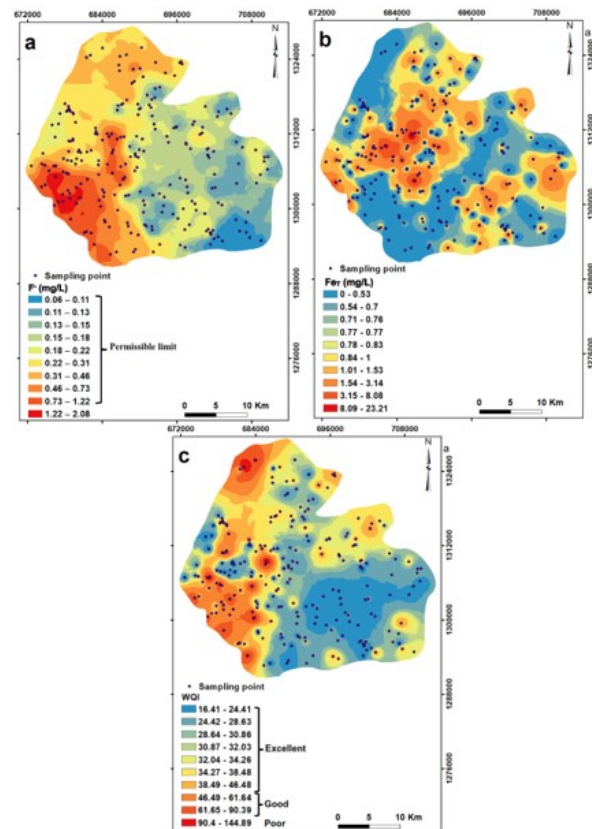 672000 684000 696000 708000
a
N
1324000
1312000
1300000
1288000
1276000
Sampling point
F- (mg/L)
0.06 – 0.11
0.11 – 0.13
0.13 – 0.15
0.15 – 0.18
0.18 – 0.22
0.22 – 0.31
0.31 – 0.46
0.46 – 0.73
0.73 – 1.22
1.22 – 2.08
Permissible limit
0 5 10 Km
672000 684000 696000 708000
b
N
a
1324000
1312000
1300000
1288000
1276000
Sampling point
FeT (mg/L)
0 - 0.53
0.54 - 0.7
0.71 - 0.76
0.77 - 0.77
0.78 - 0.83
0.84 - 1
1.01 - 1.53
1.54 - 3.14
3.15 - 8.08
8.09 - 23.21
0 5 10 Km
672000 684000 696000 708000
c
N
a
1324000
1312000
1300000
1288000
1276000
Sampling point
WQI
16.41 - 24.41
24.42 - 28.63
28.64 - 30.86
30.87 - 32.03
32.04 - 34.26
34.27 - 38.48
38.49 - 46.48
Excellent
46.49 - 61.64
61.65 - 90.39
Good
90.4 - 144.89 Poor
0 5 10 Km